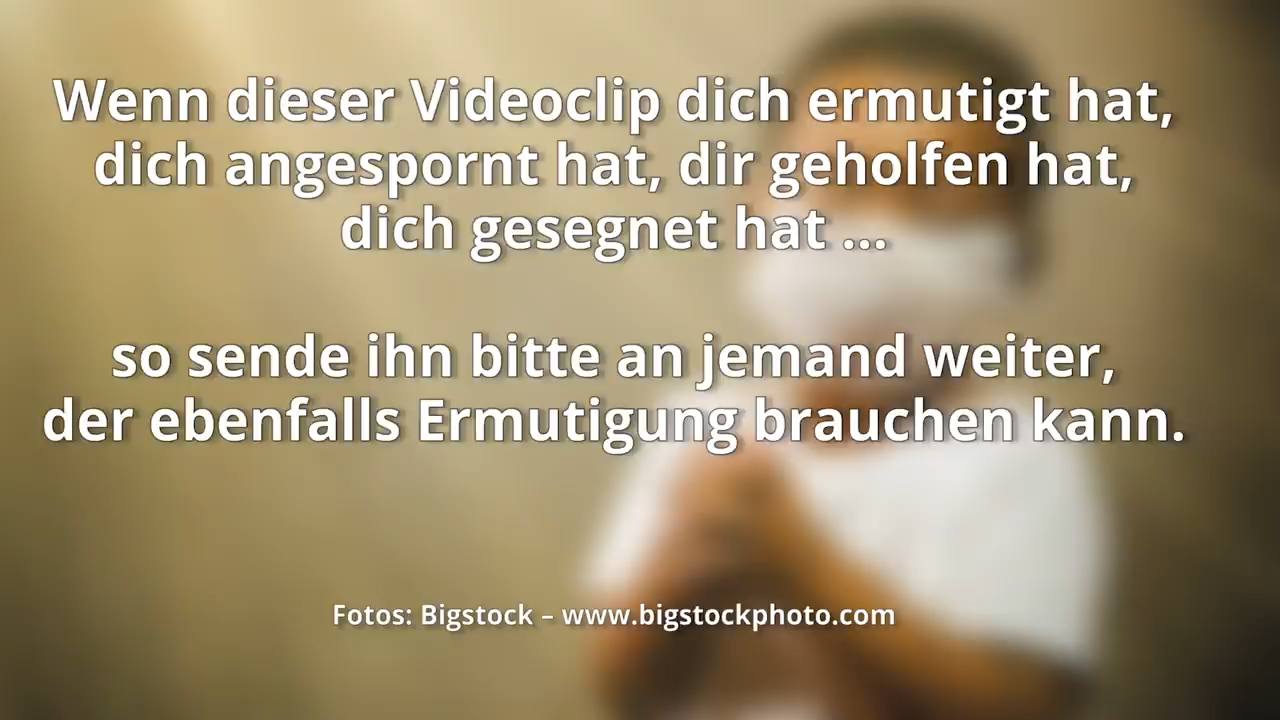 Wenn dieser Videoclip dich ermutigt hat,
dich angespornt hat, dir geholfen hat,
dich gesegnet hat ...
so sende ihn bitte an jemand weiter,
der ebenfalls Ermutigung brauchen kann.
Fotos: Bigstock – www.bigstockphoto.com